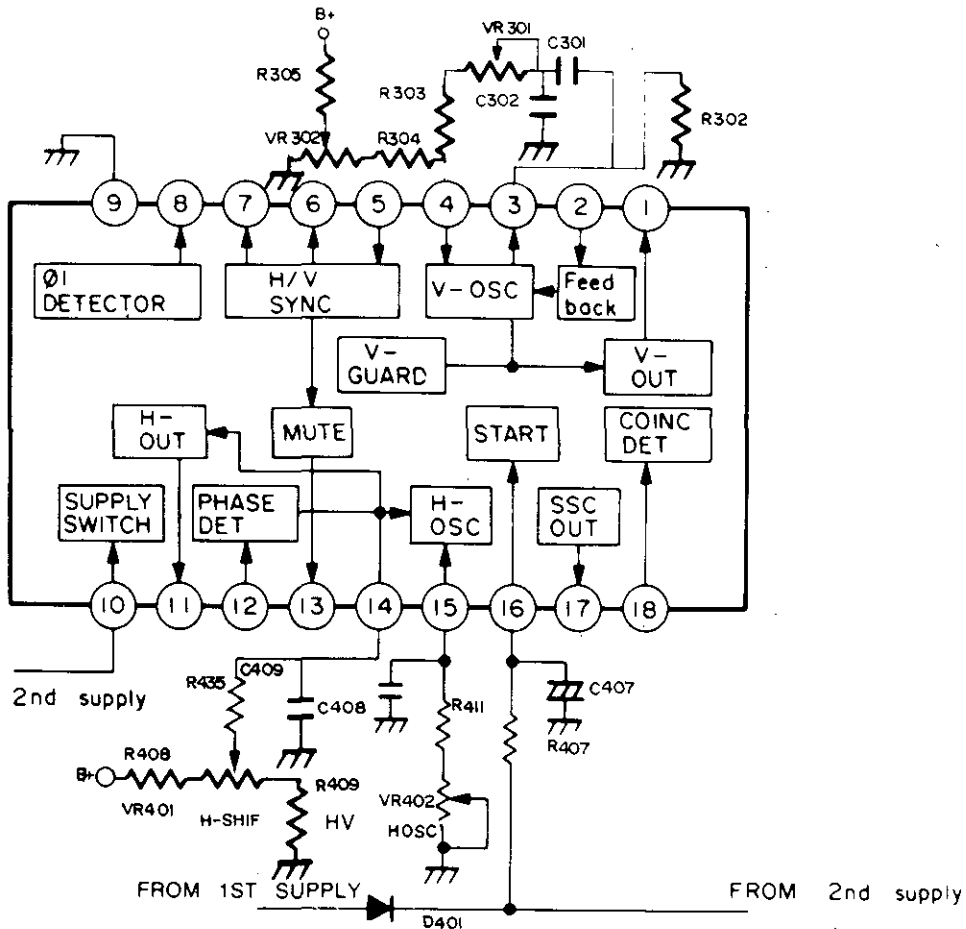 B+
VR301
C301
R305
R303
C302
R302
VR302
R304
9
8
7
6
5
4
3
2
1
Ø1
DETECTOR
H/V
SYNC
V-OSC
Feed
back
V-
GUARD
V-
OUT
H-
OUT
MUTE
START
COINC
DET
SUPPLY
SWITCH
PHASE
DET
H-
OSC
SSC
OUT
10
11
12
13
14
15
16
17
18
2nd supply
R435
C409
C408
R411
C407
R407
B+
R408
VR401
H-SHIF
R409
HV
VR402
HOSC
FROM 1ST SUPPLY
D401
FROM 2nd supply